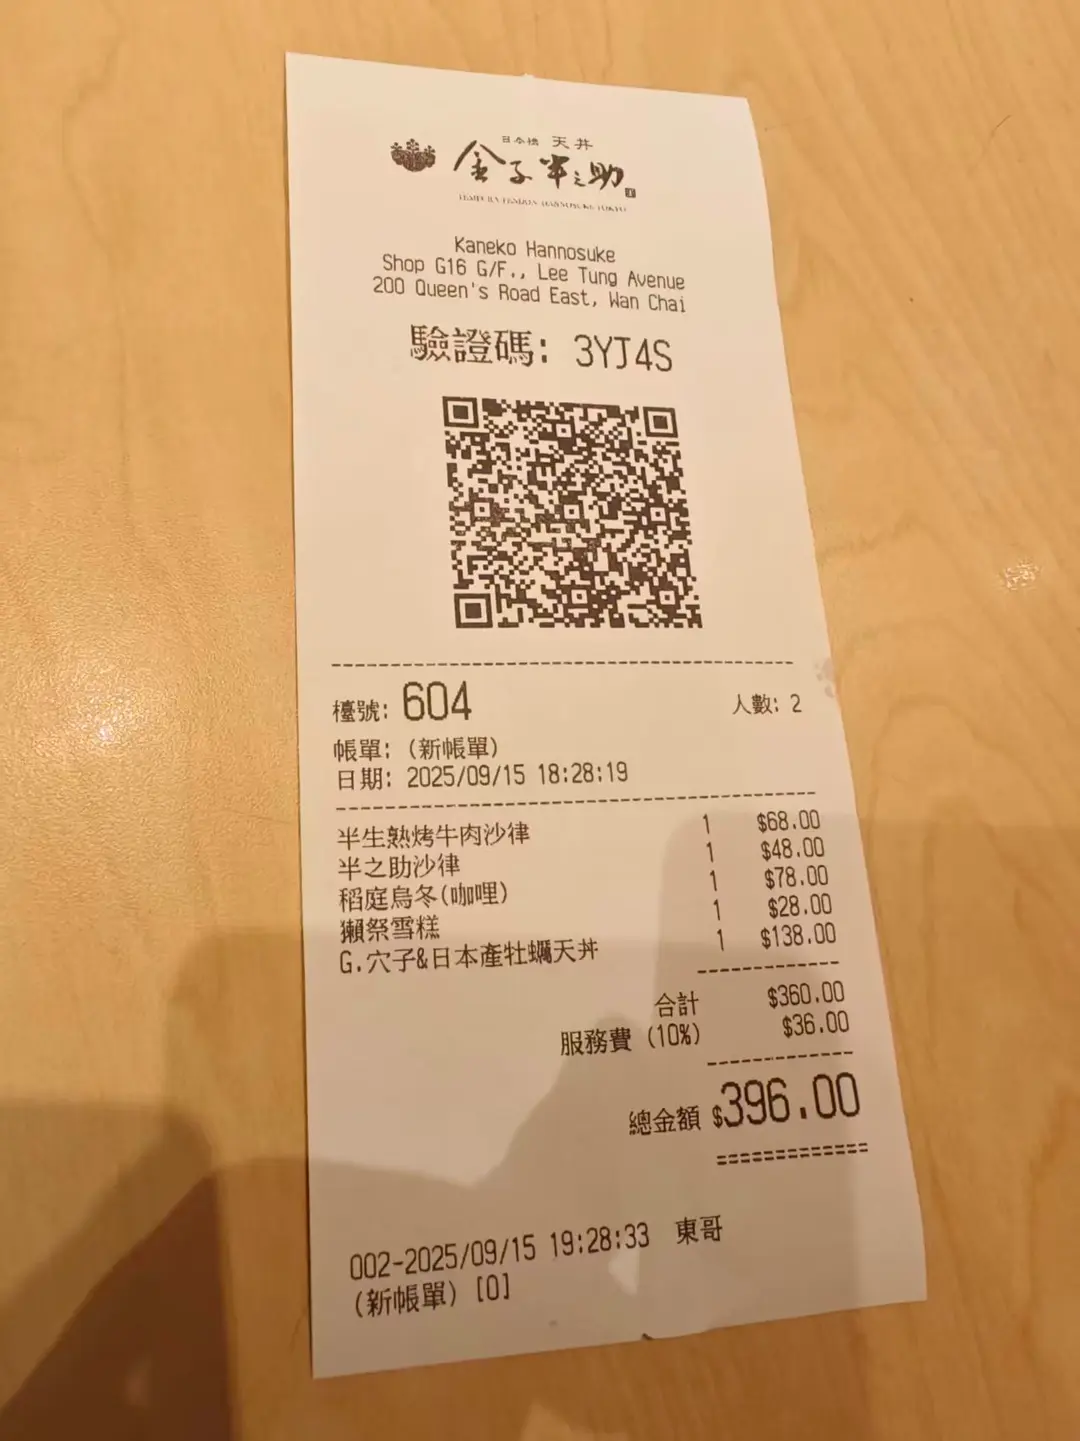 日本橋 天丼
金子半之助
Kaneko Hannosuke
Shop G16 G/F., Lee Tung Avenue
200 Queen's Road East, Wan Chai
驗證碼: 3YJ4S
檯號: 604 人數: 2
帳單: (新帳單)
日期: 2025/09/15 18:28:19
半生熟烤牛肉沙律 1 $68.00
半之助沙律 1 $48.00
稻庭烏冬(咖哩) 1 $78.00
獺祭雪糕 1 $28.00
G.穴子&日本產牡蠣天丼 1 $138.00
合計 $360.00
服務費 (10%) $36.00
總金額 $396.00
002-2025/09/15 19:28:33 東哥
(新帳單) [0]